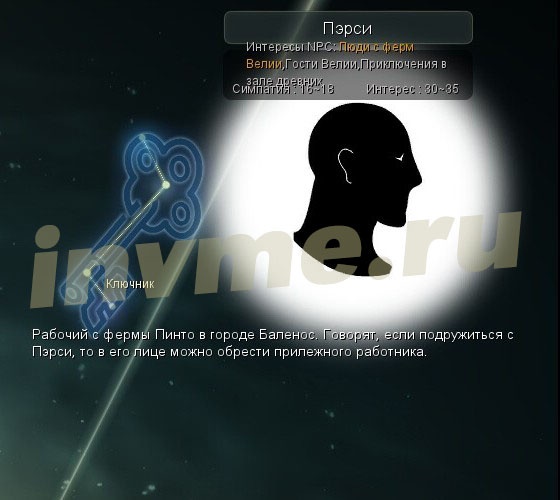 Пэрси
Интересы NPC: Люди с ферм
Велии,Гости Велии,Приключения в
зале древних
Симпатия : 16~18 Интерес : 30~35
invme.ru
Ключник
Рабочий с фермы Пинто в городе Баленос. Говорят, если подружиться с
Пэрси, то в его лице можно обрести прилежного работника.